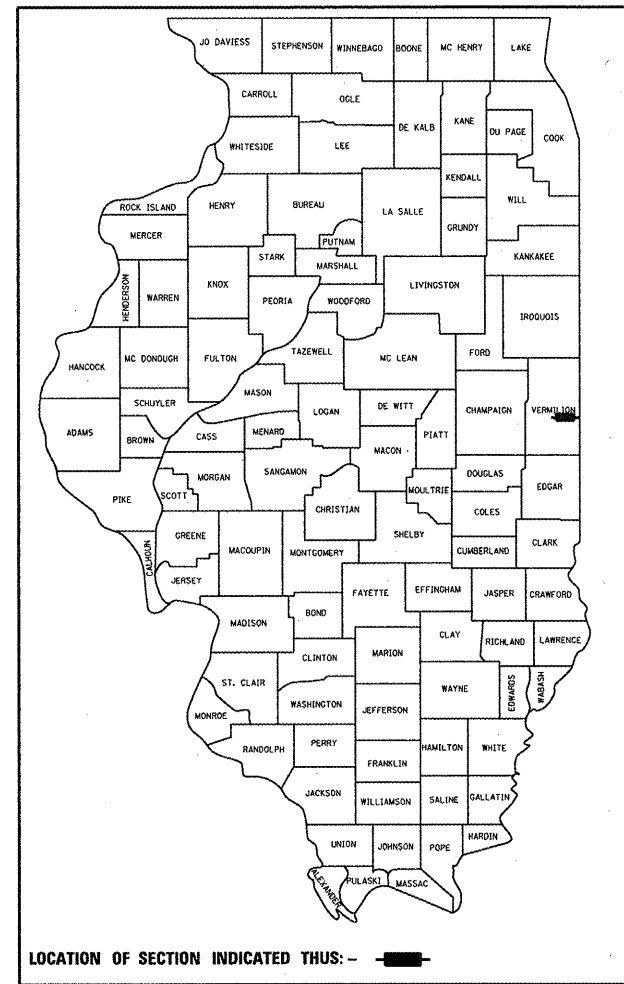 JO DAVIESS STEPHENSON WINNEBAGO BOONE MC HENRY LAKE
CARROLL OGLE DE KALB KANE DU PAGE COOK
WHITESIDE LEE
KENDALL WILL
ROCK ISLAND HENRY BUREAU LA SALLE
MERCER PUTNAM GRUNDY
STARK MARSHALL KANKAKEE
HENDERSON WARREN KNOX PEORIA WOODFORD LIVINGSTON IROQUOIS
HANCOCK MC DONOUGH FULTON TAZEWELL MC LEAN FORD
MASON
SCHUYLER LOGAN DE WITT CHAMPAIGN VERMILION
ADAMS BROWN CASS MENARD MACON PIATT
MORGAN SANGAMON DOUGLAS
PIKE SCOTT CHRISTIAN MOULTRIE COLES EDGAR
GREENE MACOUPIN MONTGOMERY SHELBY
CALHOUN JERSEY CUMBERLAND CLARK
FAYETTE EFFINGHAM JASPER CRAWFORD
MADISON BOND
CLAY RICHLAND LAWRENCE
CLINTON MARION
ST. CLAIR WAYNE EDWARDS WABASH
MONROE WASHINGTON JEFFERSON
RANDOLPH PERRY HAMILTON WHITE
FRANKLIN
JACKSON WILLIAMSON SALINE GALLATIN
UNION JOHNSON POPE HARDIN
ALEXANDER PULASKI MASSAC
LOCATION OF SECTION INDICATED THUS: -